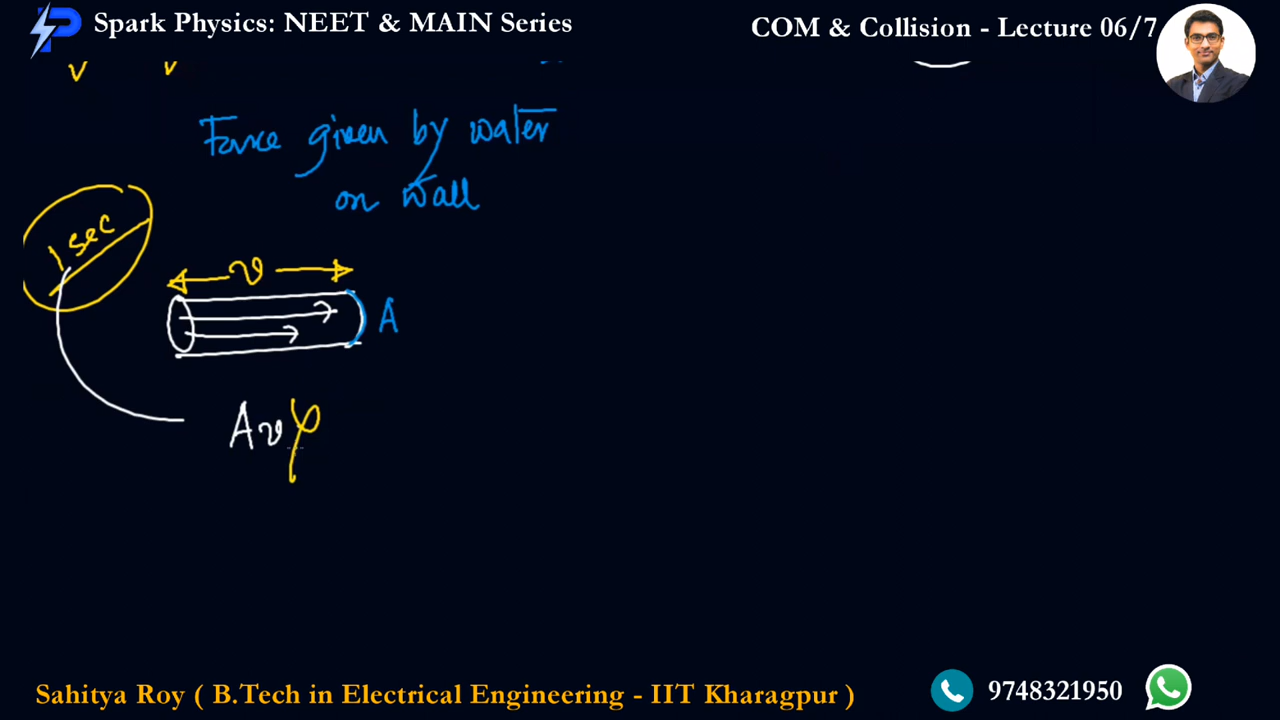 Spark Physics: NEET & MAIN Series
COM & Collision - Lecture 06/7
v v
Force given by water
on wall
1 sec
v
A
Avρ
Sahitya Roy ( B.Tech in Electrical Engineering - IIT Kharagpur )
9748321950